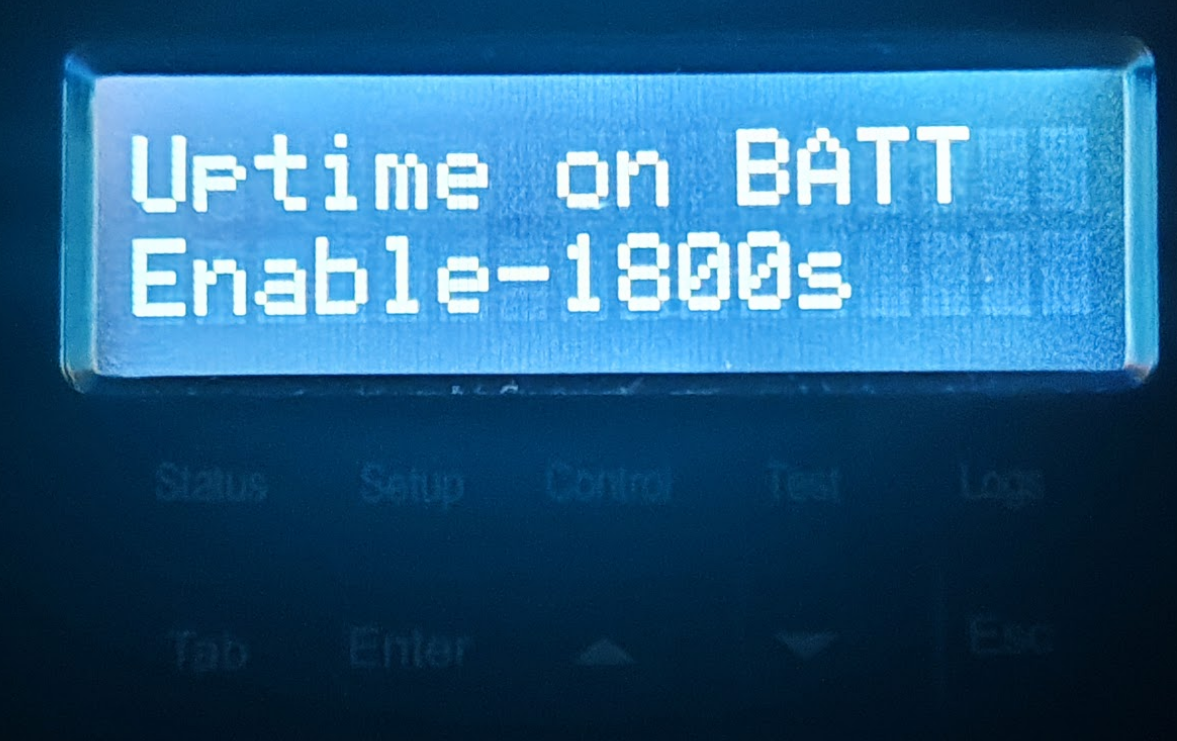 Uptime on BATT
Enable-1800s
Status Setup Control Test Logs
Tab Enter Esc